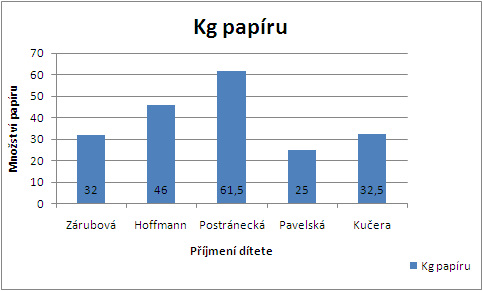 Kg papíru
Množství papíru
70
60
50
40
30
20
10
0
32
46
61,5
25
32,5
Zárubová
Hoffmann
Postránecká
Pavelská
Kučera
Příjmení dítete
Kg papíru